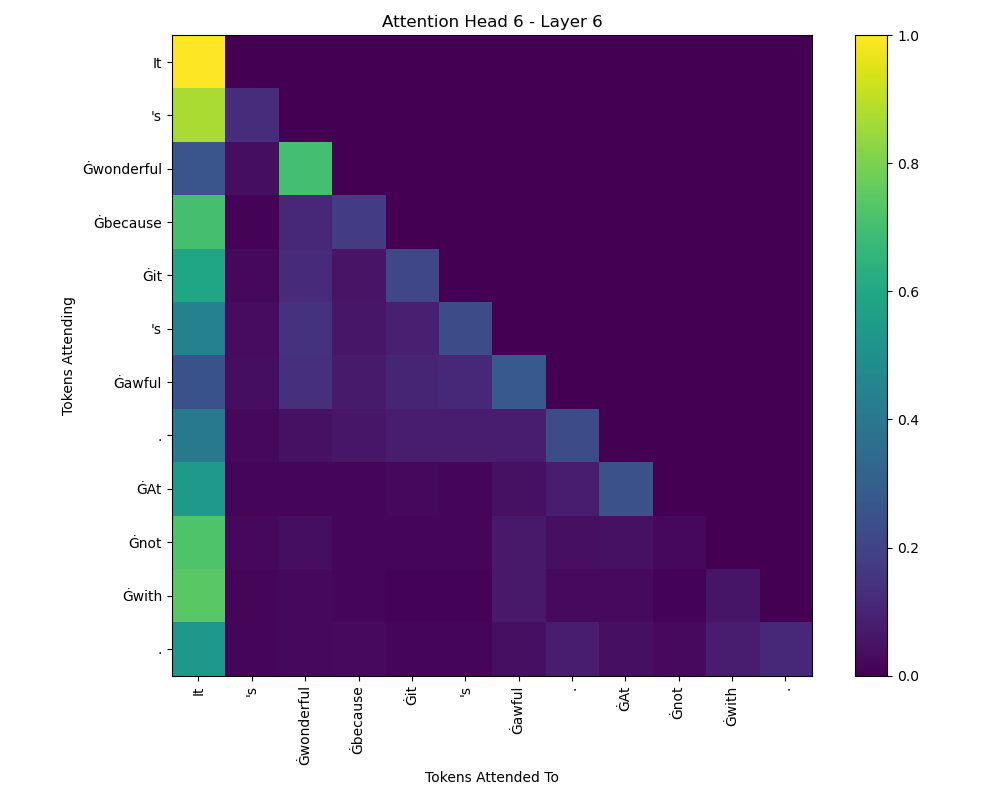 Attention Head 6 - Layer 6
It
's
Ġwonderful
Ġbecause
Ġit
's
Ġawful
.
ĠAt
Ġnot
Ġwith
.
Tokens Attending
It
's
Ġwonderful
Ġbecause
Ġit
's
Ġawful
.
ĠAt
Ġnot
Ġwith
.
Tokens Attended To
1.0
0.8
0.6
0.4
0.2
0.0